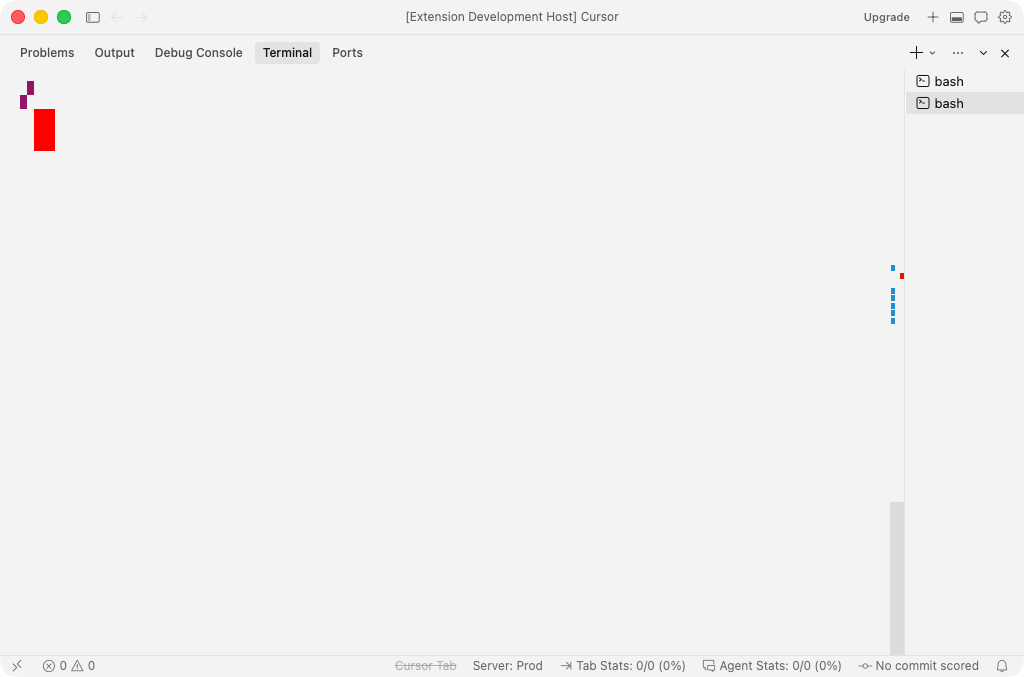 [Extension Development Host] Cursor
Upgrade
Problems Output Debug Console Terminal Ports
bash
bash
0 0 Cursor Tab Server: Prod Tab Stats: 0/0 (0%) Agent Stats: 0/0 (0%) No commit scored